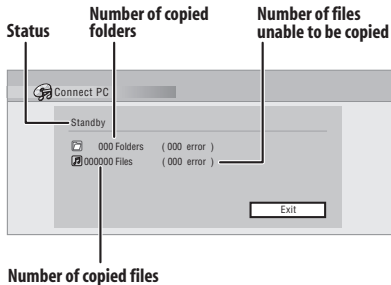 Status
Number of copied
folders
Number of files
unable to be copied
Connect PC
Standby
000 Folders ( 000 error )
000000 Files ( 000 error )
Exit
Number of copied files